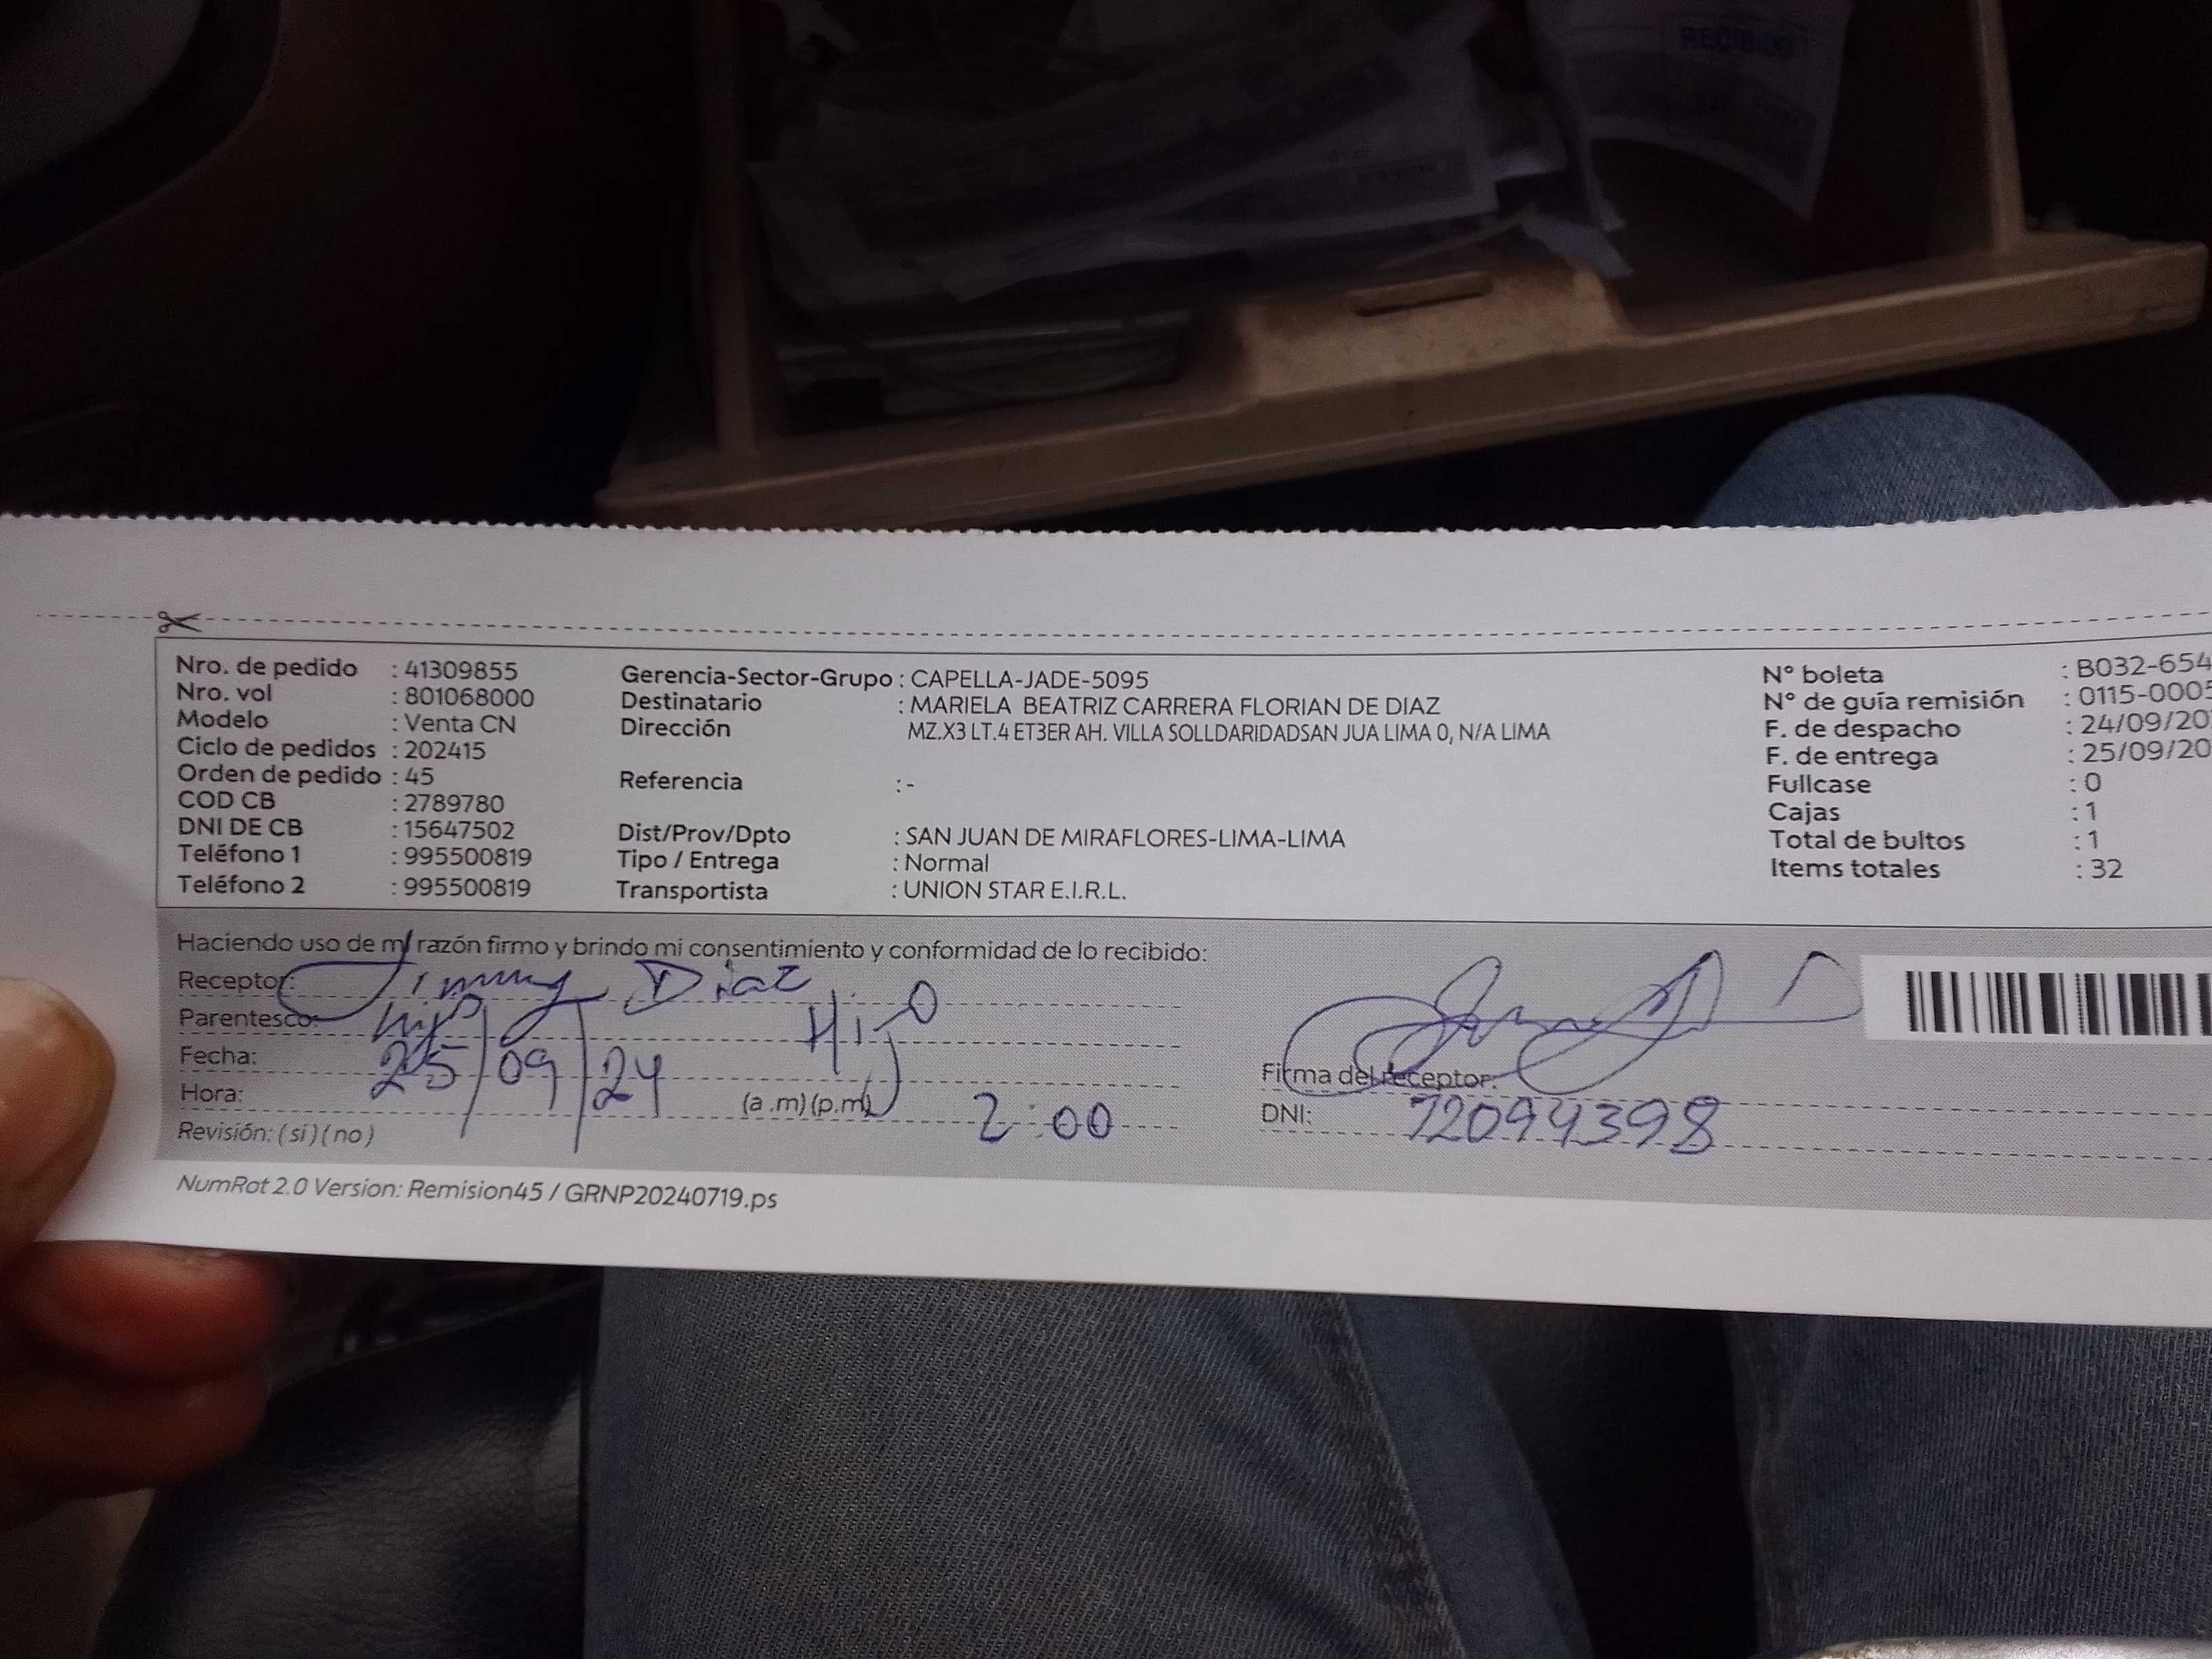 RECIBIDO
Nro. de pedido : 41309855
Nro. vol : 801068000
Modelo : Venta CN
Ciclo de pedidos : 202415
Orden de pedido : 45
COD CB : 2789780
DNI DE CB : 15647502
Teléfono 1 : 995500819
Teléfono 2 : 995500819
Gerencia-Sector-Grupo : CAPELLA-JADE-5095
Destinatario : MARIELA BEATRIZ CARRERA FLORIAN DE DIAZ
Dirección MZ.X3 LT.4 ET3ER AH. VILLA SOLLDARIDADSAN JUA LIMA 0, N/A LIMA
Referencia : -
Dist/Prov/Dpto : SAN JUAN DE MIRAFLORES-LIMA-LIMA
Tipo / Entrega : Normal
Transportista : UNION STAR E.I.R.L.
N° boleta : B032-654
N° de guía remisión : 0115-0005
F. de despacho : 24/09/20
F. de entrega : 25/09/20
Fullcase : 0
Cajas : 1
Total de bultos : 1
Items totales : 32
Haciendo uso de mi razón firmo y brindo mi consentimiento y conformidad de lo recibido:
Receptor: Jimmy Diaz
Parentesco: hijo Hijo
Fecha: 25/09/24
Hora: (a.m)(p.m) 2:00
Revisión: (si)(no)
Firma del receptor:
DNI: 72094398
NumRot 2.0 Version: Remision45 / GRNP20240719.ps